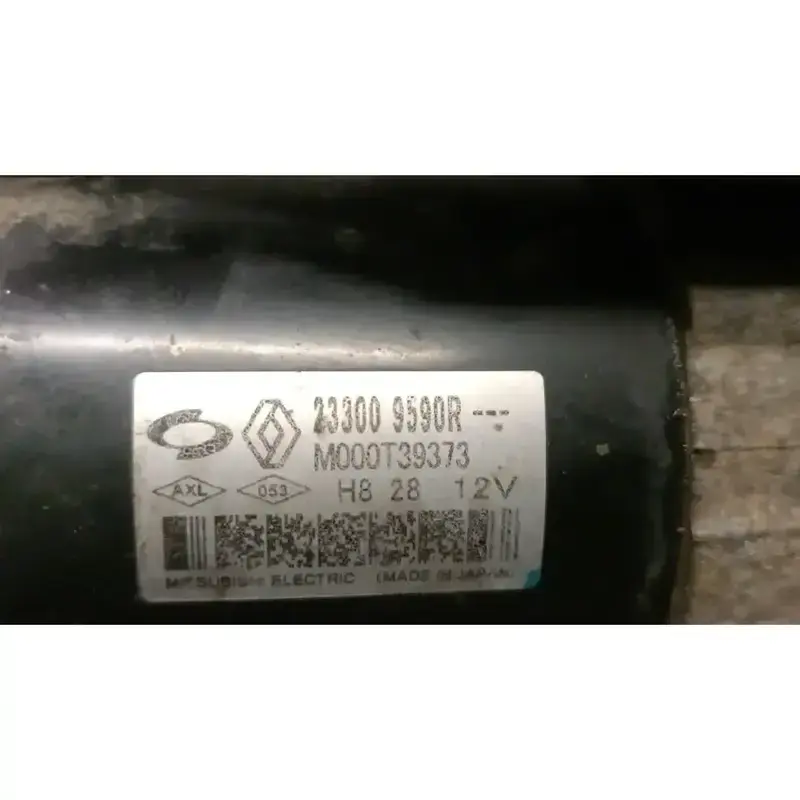 23300 9590R ---
M000T39373
AXL 053 H8 28 12V
MITSUBISHI ELECTRIC (MADE IN JAPAN)